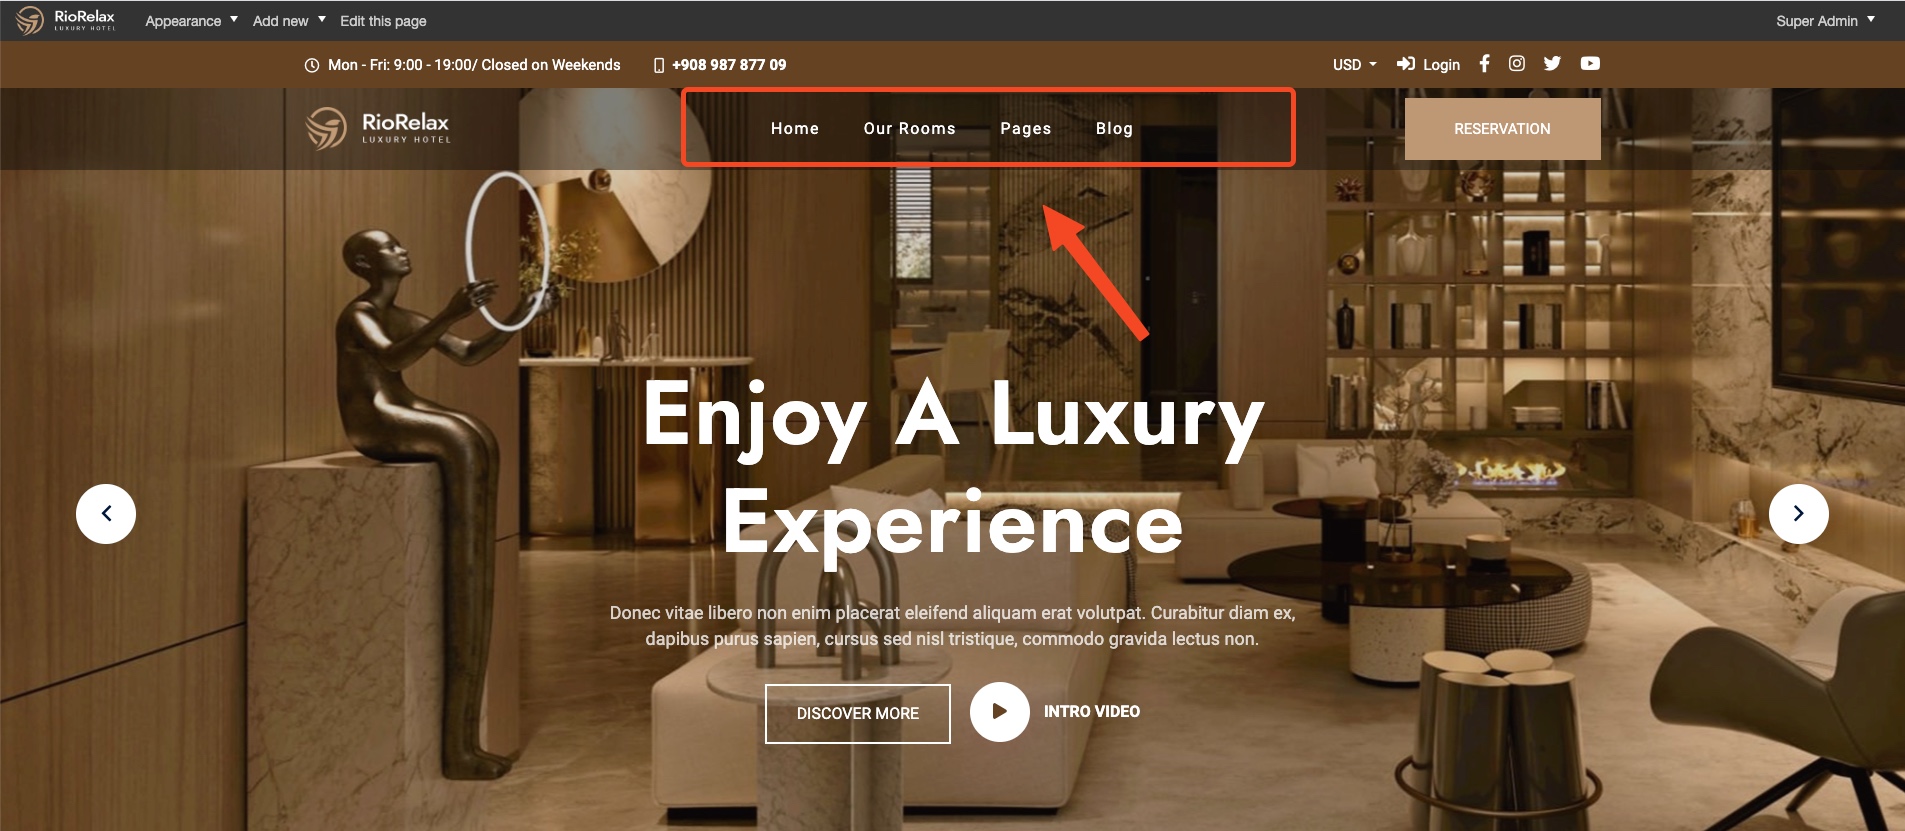 RioRelax
LUXURY HOTEL
Appearance
Add new
Edit this page
Super Admin
Mon - Fri: 9:00 - 19:00/ Closed on Weekends
+908 987 877 09
USD
Login
RioRelax
LUXURY HOTEL
Home
Our Rooms
Pages
Blog
RESERVATION
Enjoy A Luxury
Experience
Donec vitae libero non enim placerat eleifend aliquam erat volutpat. Curabitur diam ex,
dapibus purus sapien, cursus sed nisl tristique, commodo gravida lectus non.
DISCOVER MORE
INTRO VIDEO